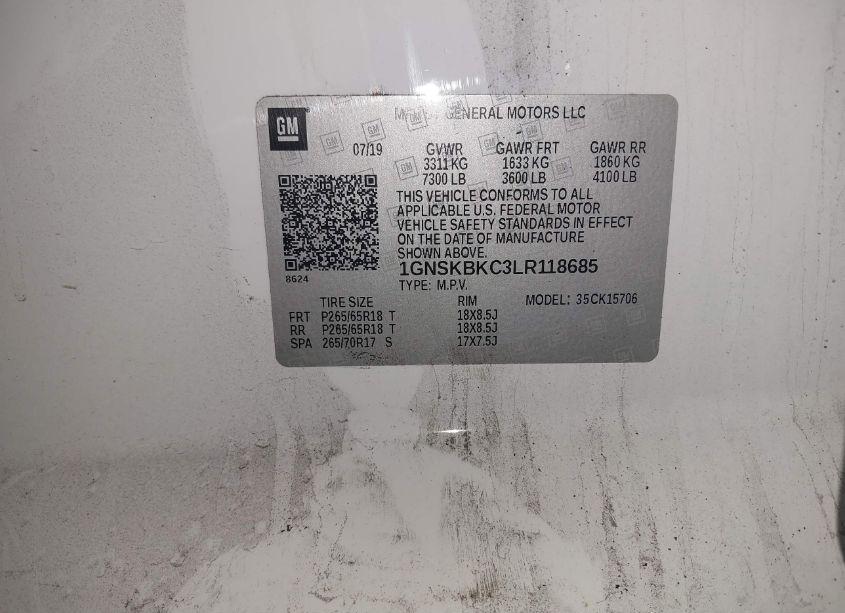 GM
GENERAL MOTORS LLC
07/19 GVWR GAWR FRT GAWR RR
3311 KG 1633 KG 1860 KG
7300 LB 3600 LB 4100 LB
THIS VEHICLE CONFORMS TO ALL
APPLICABLE U.S. FEDERAL MOTOR
VEHICLE SAFETY STANDARDS IN EFFECT
ON THE DATE OF MANUFACTURE
SHOWN ABOVE.
1GNSKBKC3LR118685
8624
TYPE: M.P.V.
TIRE SIZE RIM MODEL: 35CK15706
FRT P265/65R18 T 18X8.5J
RR P265/65R18 T 18X8.5J
SPA 265/70R17 S 17X7.5J